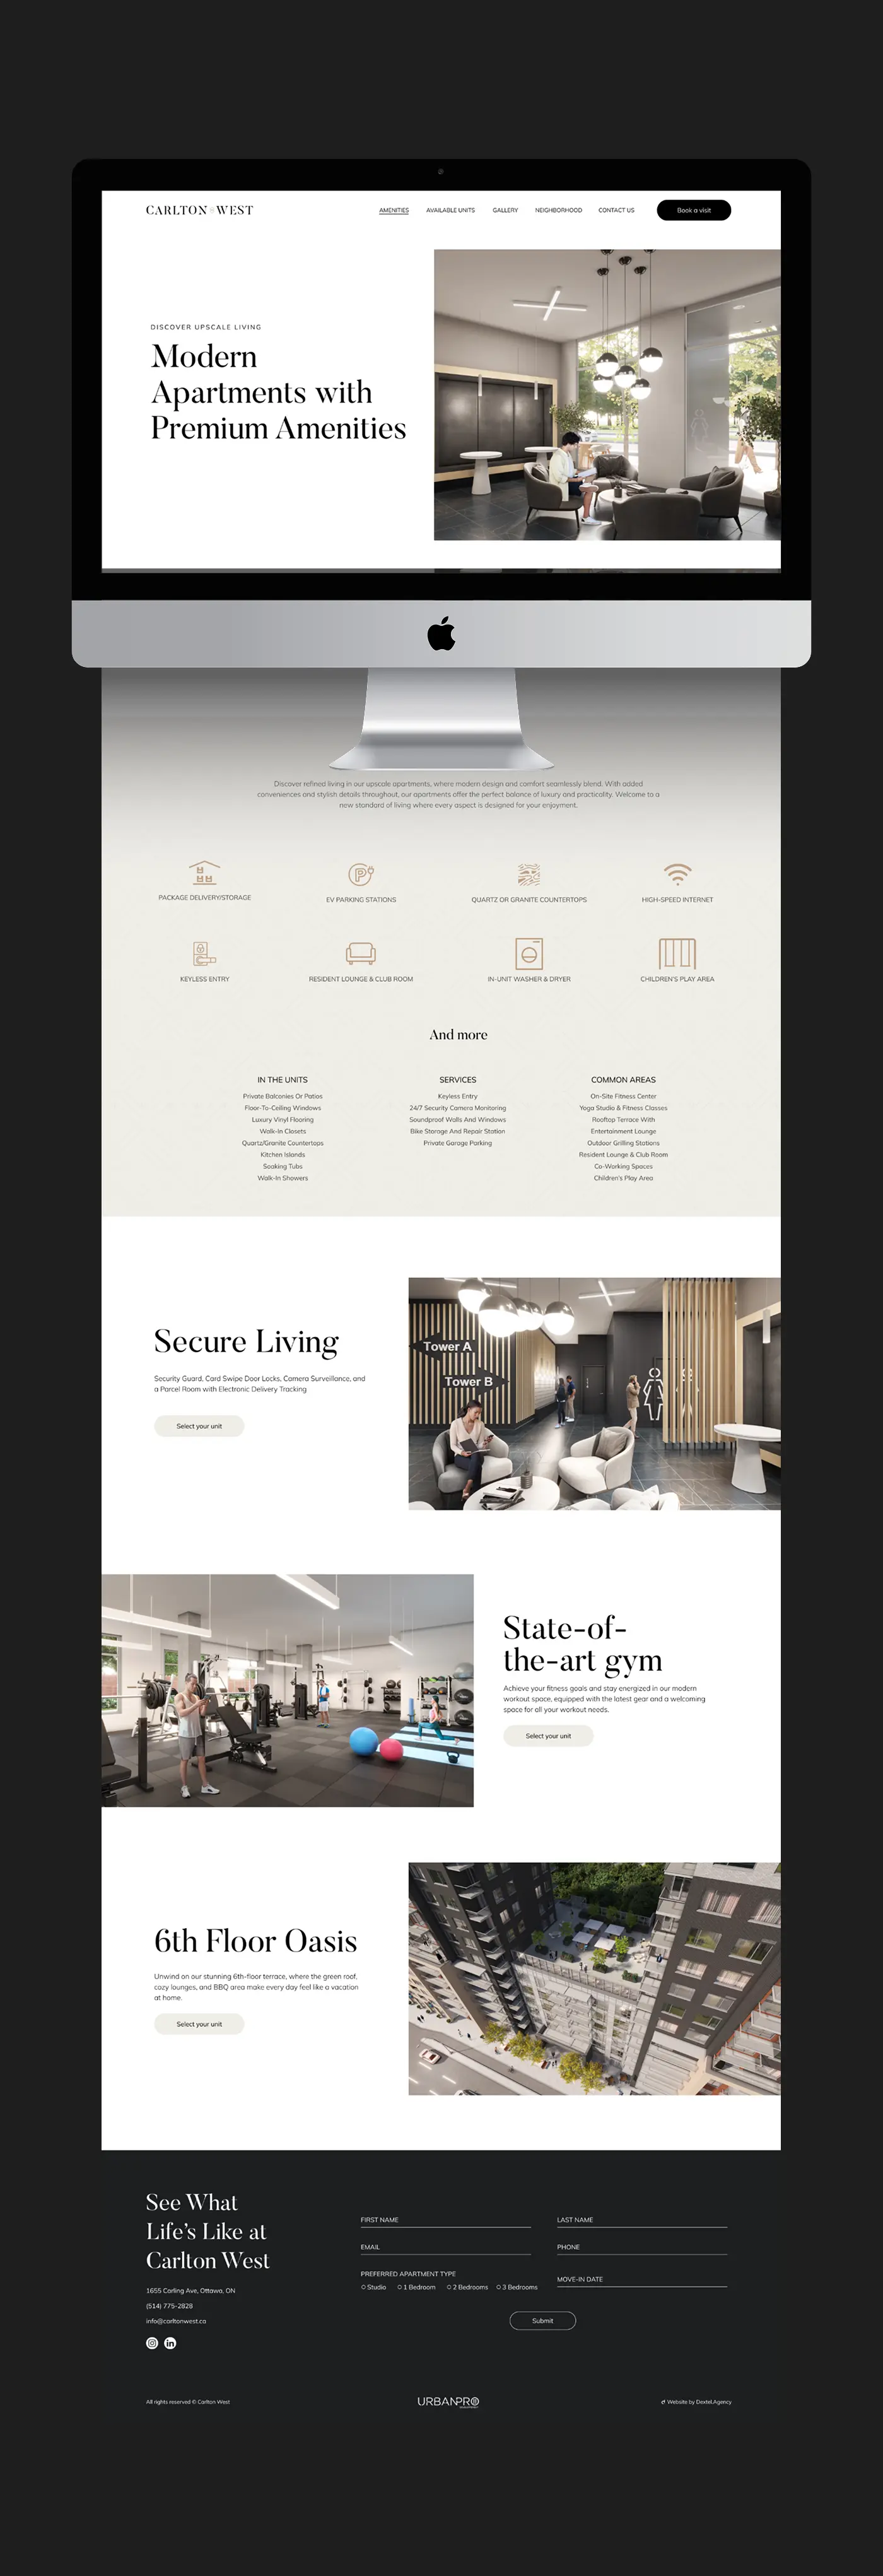 CARLTON WEST
AMENITIES
AVAILABLE UNITS
GALLERY
NEIGHBORHOOD
CONTACT US
Book a visit
DISCOVER UPSCALE LIVING
Modern
Apartments with
Premium Amenities
Discover refined living in our upscale apartments, where modern design and comfort seamlessly blend. With added
conveniences and stylish details throughout, our apartments offer the perfect balance of luxury and practicality. Welcome to a
new standard of living where every aspect is designed for your enjoyment.
PACKAGE DELIVERY/STORAGE
P
EV PARKING STATIONS
QUARTZ OR GRANITE COUNTERTOPS
HIGH-SPEED INTERNET
KEYLESS ENTRY
RESIDENT LOUNGE & CLUB ROOM
IN-UNIT WASHER & DRYER
CHILDREN'S PLAY AREA
And more
IN THE UNITS
Private Balconies Or Patios
Floor-To-Ceiling Windows
Luxury Vinyl Flooring
Walk-In Closets
Quartz/Granite Countertops
Kitchen Islands
Soaking Tubs
Walk-In Showers
SERVICES
Keyless Entry
24/7 Security Camera Monitoring
Soundproof Walls And Windows
Bike Storage And Repair Station
Private Garage Parking
COMMON AREAS
On-Site Fitness Center
Yoga Studio & Fitness Classes
Rooftop Terrace With
Entertainment Lounge
Outdoor Grilling Stations
Resident Lounge & Club Room
Co-Working Spaces
Children's Play Area
Secure Living
Security Guard, Card Swipe Door Locks, Camera Surveillance, and
a Parcel Room with Electronic Delivery Tracking
Select your unit
Tower A
Tower B
State-of-
the-art gym
Achieve your fitness goals and stay energized in our modern
workout space, equipped with the latest gear and a welcoming
space for all your workout needs.
Select your unit
6th Floor Oasis
Unwind on our stunning 6th-floor terrace, where the green roof,
cozy lounges, and BBQ area make every day feel like a vacation
at home.
Select your unit
See What
Life's Like at
Carlton West
1655 Carling Ave, Ottawa, ON
(514) 775-2828
info@carltonwest.ca
in
FIRST NAME
LAST NAME
EMAIL
PHONE
PREFERRED APARTMENT TYPE
Studio
1 Bedroom
2 Bedrooms
3 Bedrooms
MOVE-IN DATE
Submit
All rights reserved © Carlton West
URBANPRO
Website by Dextel.Agency